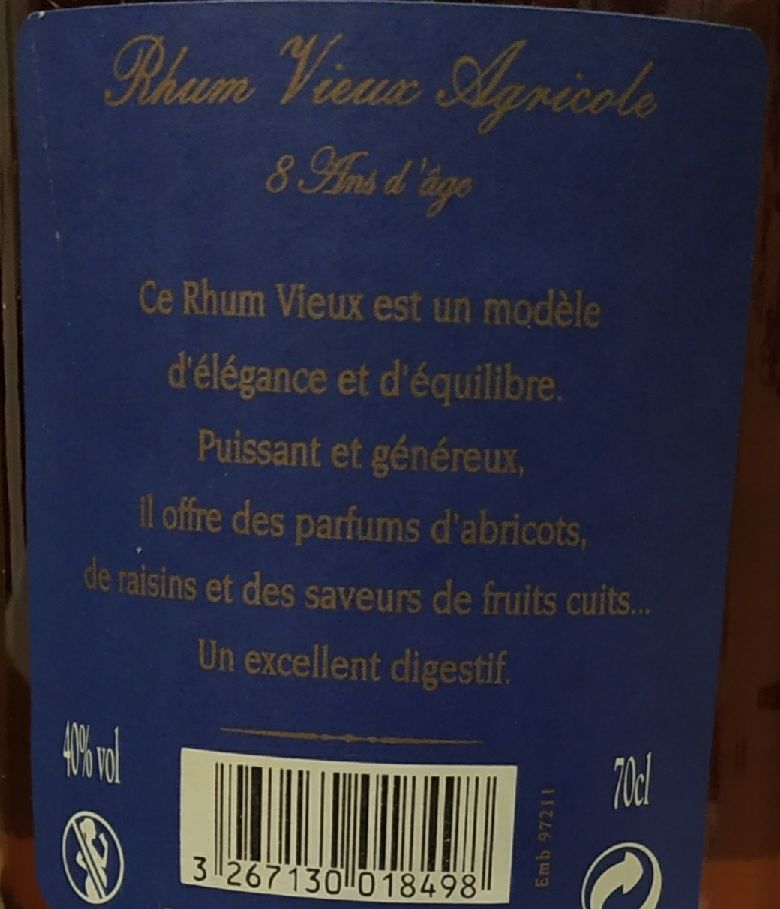 Rhum Vieux Agricole
8 Ans d'âge
Ce Rhum Vieux est un modèle
d'élégance et d'équilibre.
Puissant et généreux,
il offre des parfums d'abricots,
de raisins et des saveurs de fruits cuits...
Un excellent digestif.
40% vol
70cl
Emb 97211
3 267130 018498